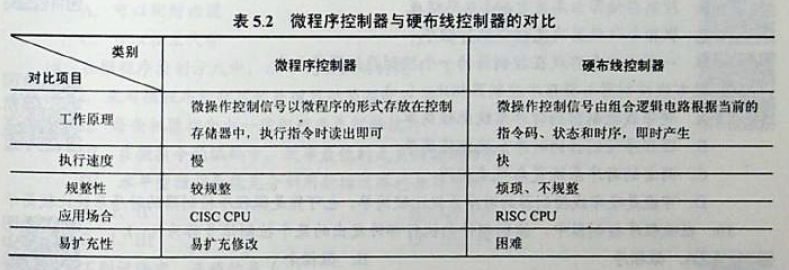 表 5.2 微程序控制器与硬布线控制器的对比
类别
对比项目
微程序控制器
硬布线控制器
工作原理
微操作控制信号以微程序的形式存放在控制
存储器中，执行指令时读出即可
微操作控制信号由组合逻辑电路根据当前的
指令码、状态和时序，即时产生
执行速度 慢 快
规整性 较规整 烦琐、不规整
应用场合 CISC CPU RISC CPU
易扩充性 易扩充修改 困难